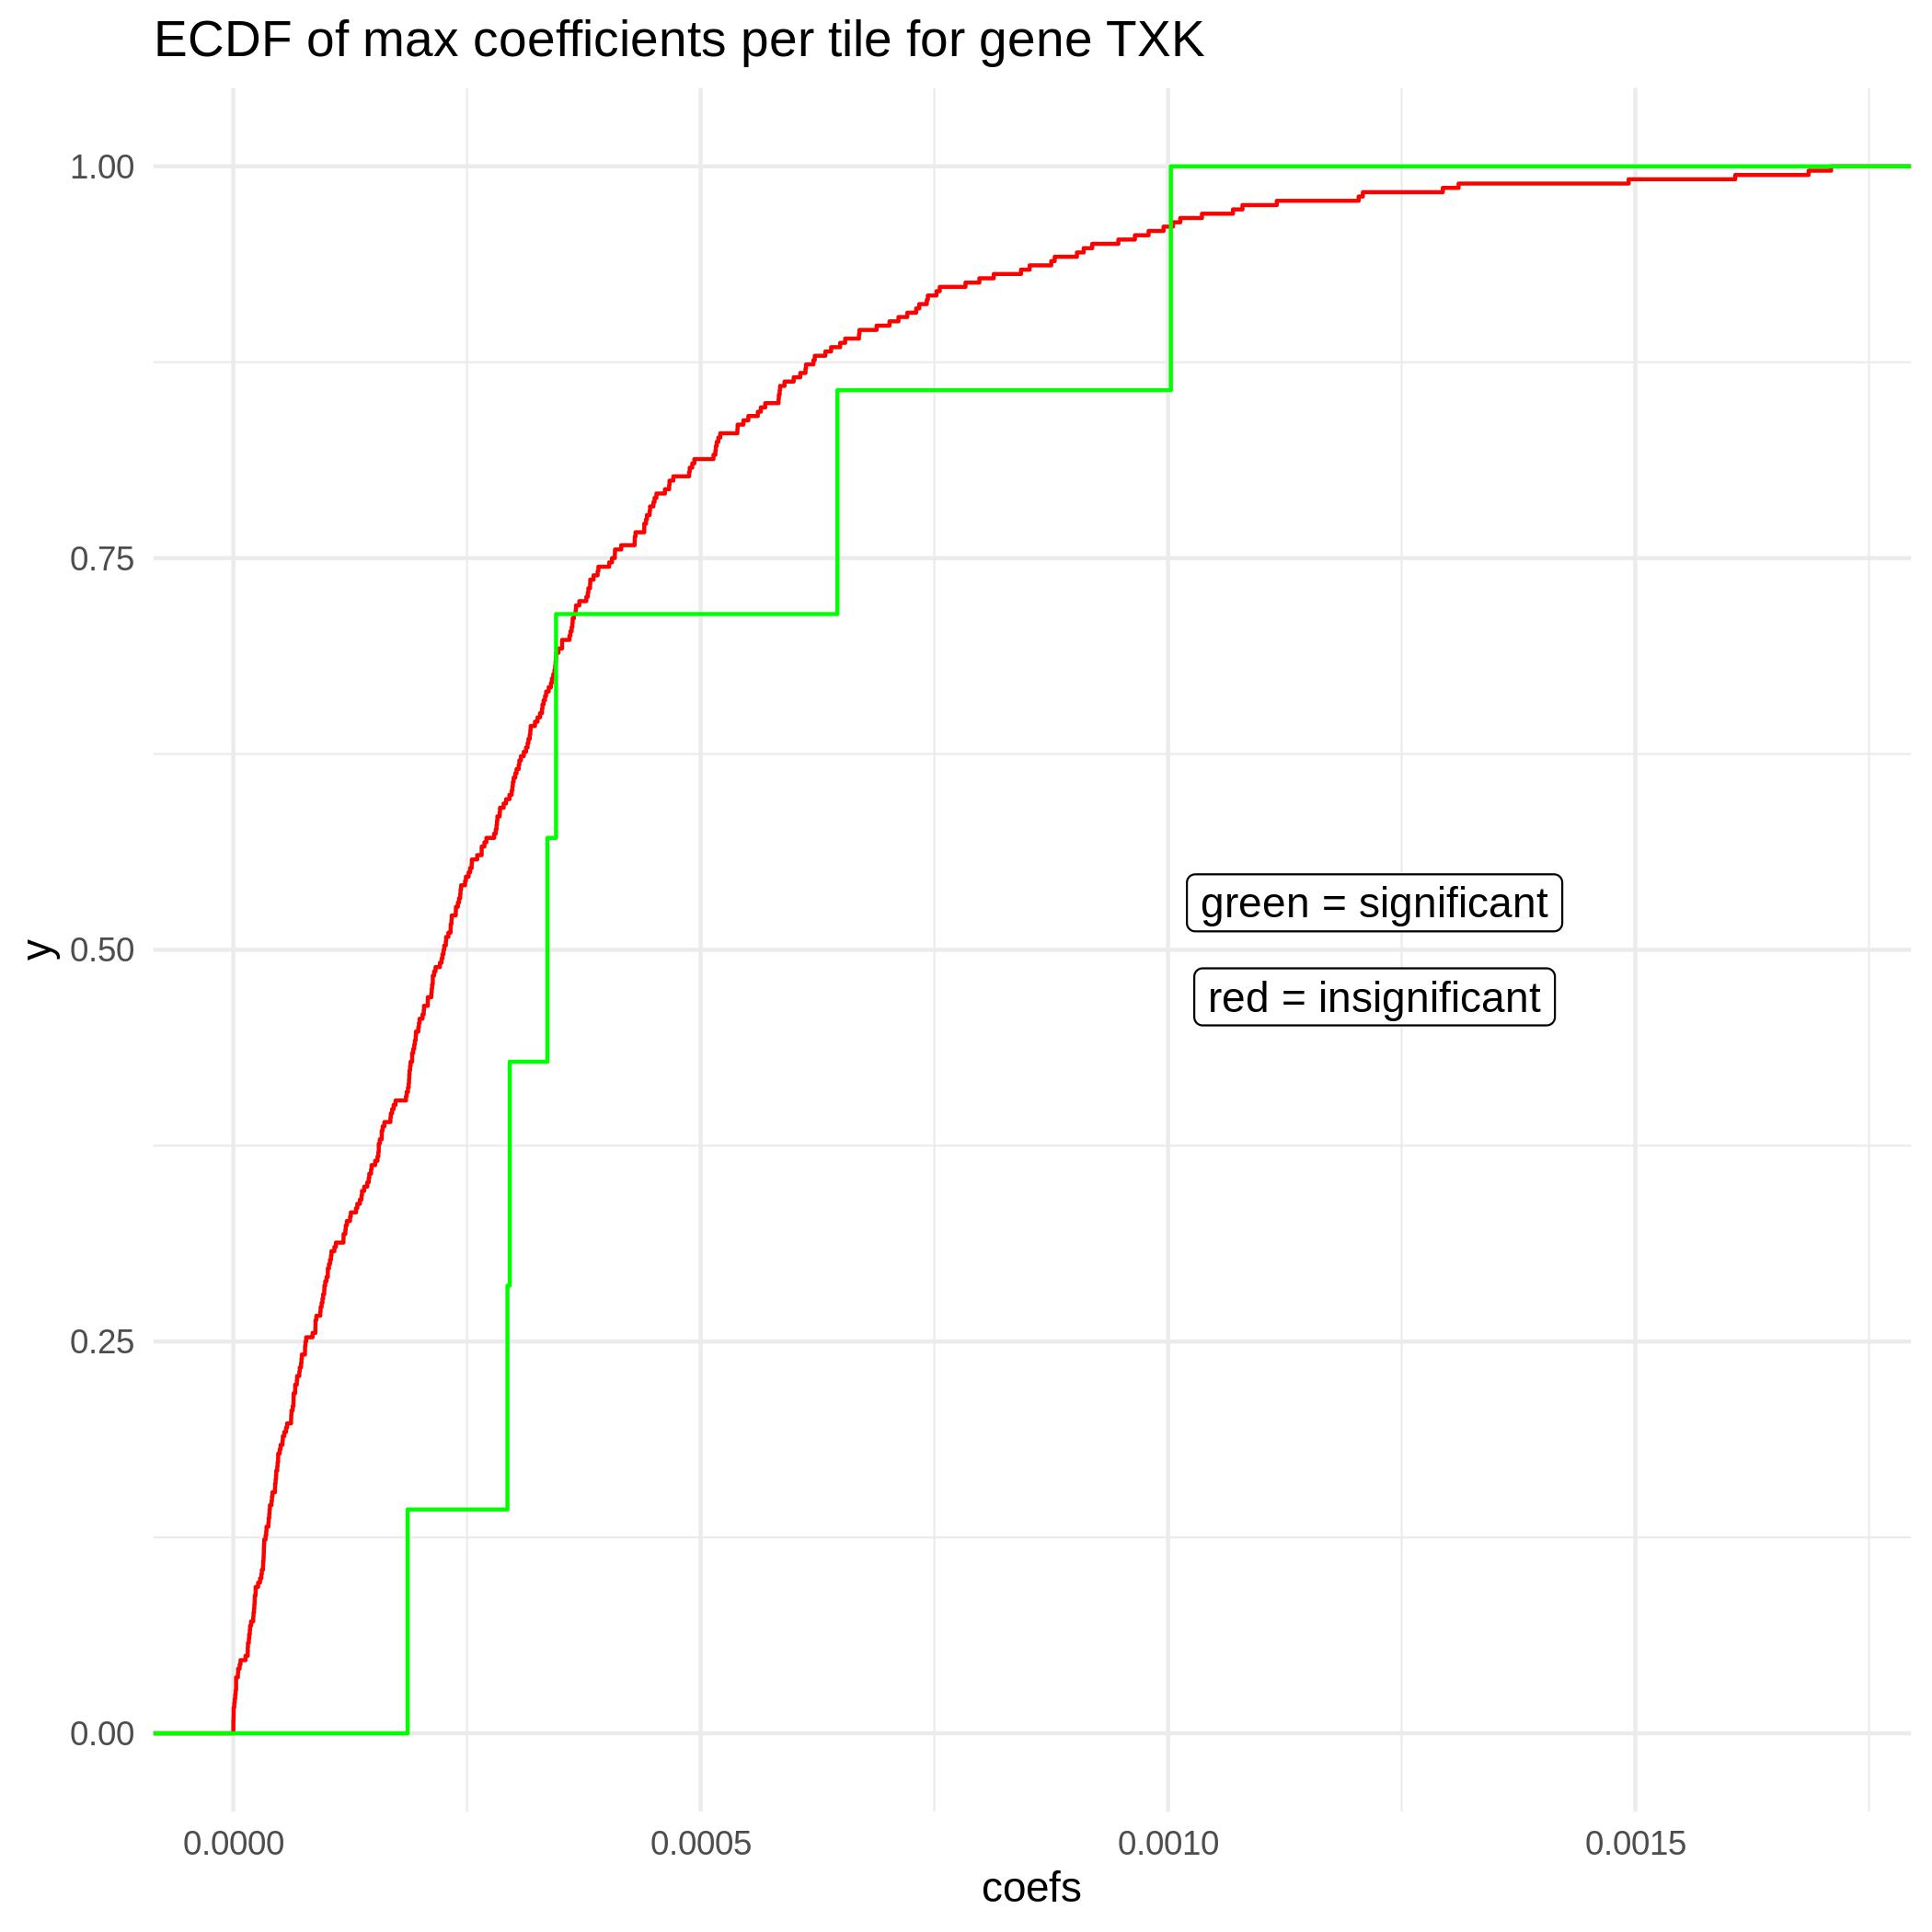 ECDF of max coefficients per tile for gene TXK
1.00
0.75
0.50
0.25
0.00
y
green = significant
red = insignificant
0.0000
0.0005
0.0010
0.0015
coefs